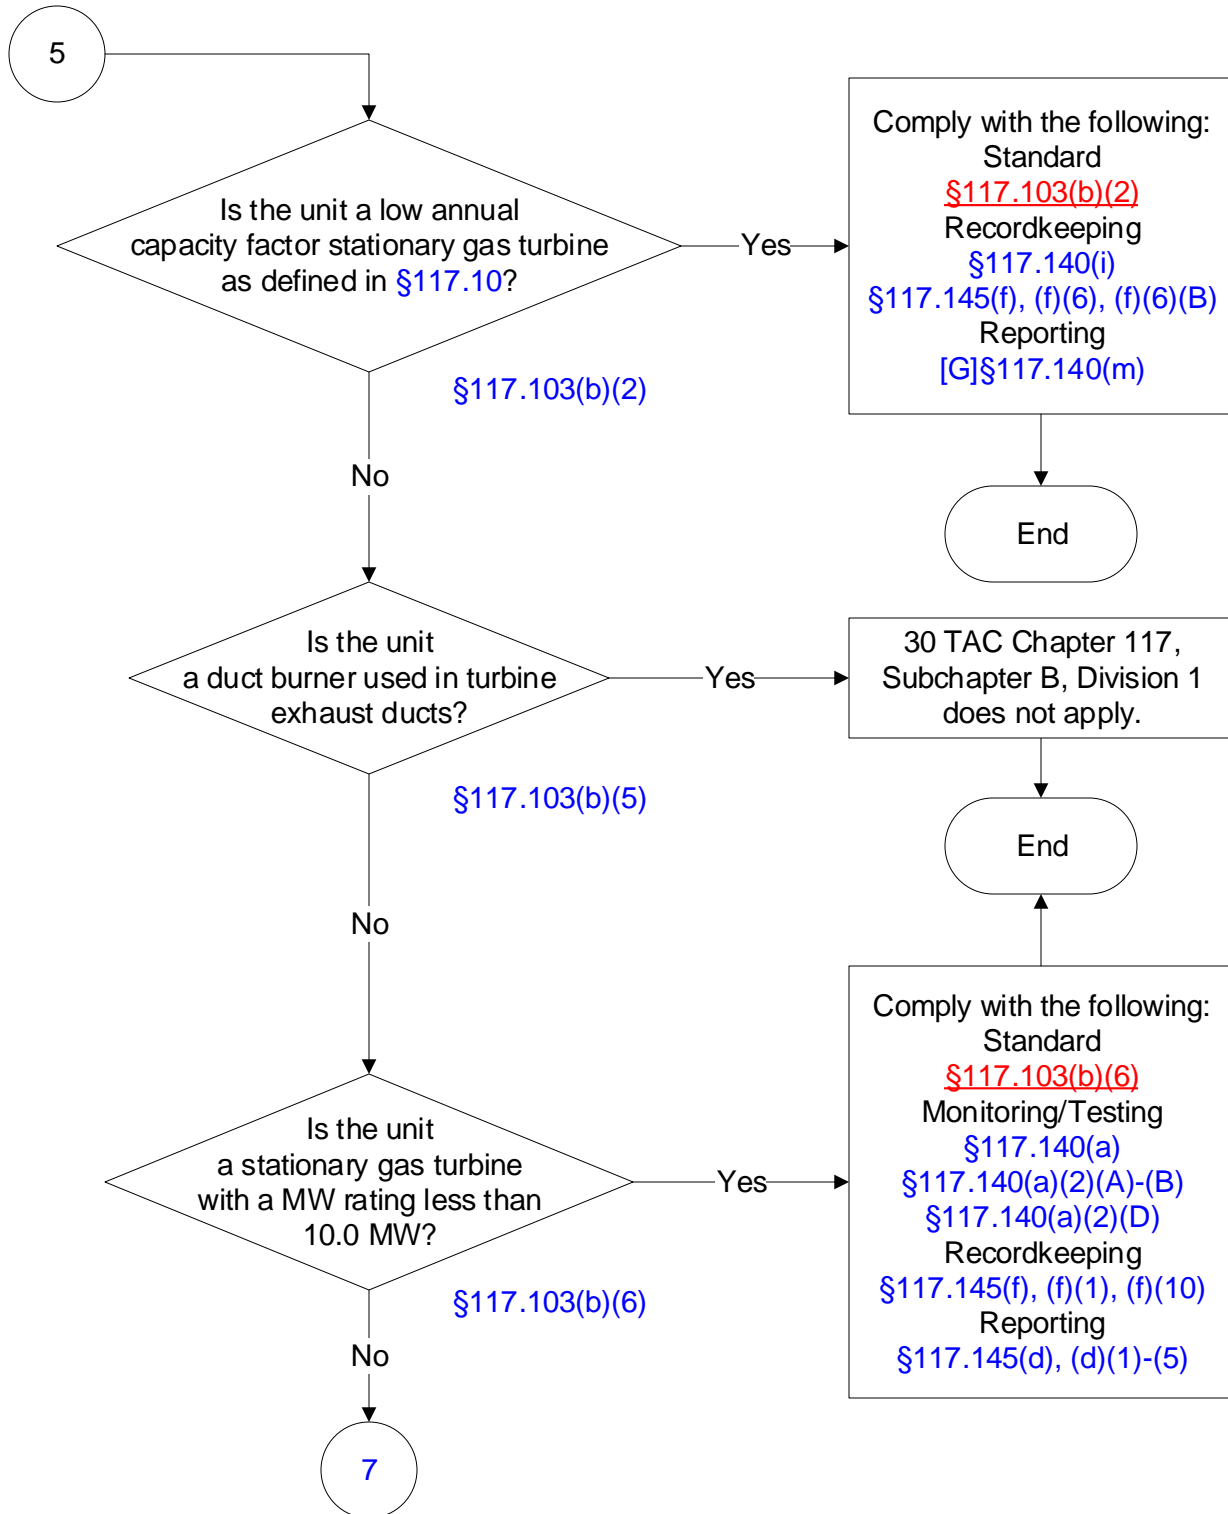 5
Is the unit a low annual
capacity factor stationary gas turbine
as defined in §117.10?
Yes
Comply with the following:
Standard
§117.103(b)(2)
Recordkeeping
§117.140(i)
§117.145(f), (f)(6), (f)(6)(B)
Reporting
[G]§117.140(m)
§117.103(b)(2)
No
End
Is the unit
a duct burner used in turbine
exhaust ducts?
Yes
30 TAC Chapter 117,
Subchapter B, Division 1
does not apply.
§117.103(b)(5)
End
No
Is the unit
a stationary gas turbine
with a MW rating less than
10.0 MW?
Yes
Comply with the following:
Standard
§117.103(b)(6)
Monitoring/Testing
§117.140(a)
§117.140(a)(2)(A)-(B)
§117.140(a)(2)(D)
Recordkeeping
§117.145(f), (f)(1), (f)(10)
Reporting
§117.145(d), (d)(1)-(5)
§117.103(b)(6)
No
7